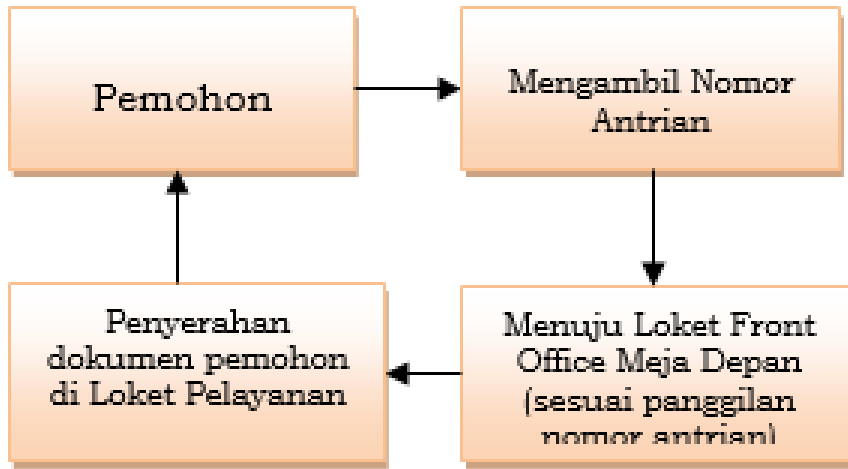 Pemohon
Mengambil Nomor
Antrian
Menuju Loket Front
Office Meja Depan
(sesuai panggilan
nomor antrian)
Penyerahan
dokumen pemohon
di Loket Pelayanan